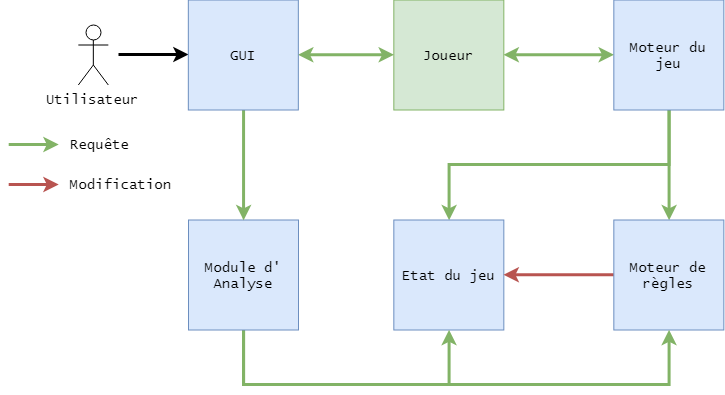 GUI
Joueur
Moteur du
jeu
Utilisateur
Requête
Modification
Module d'
Analyse
Etat du jeu
Moteur de
règles